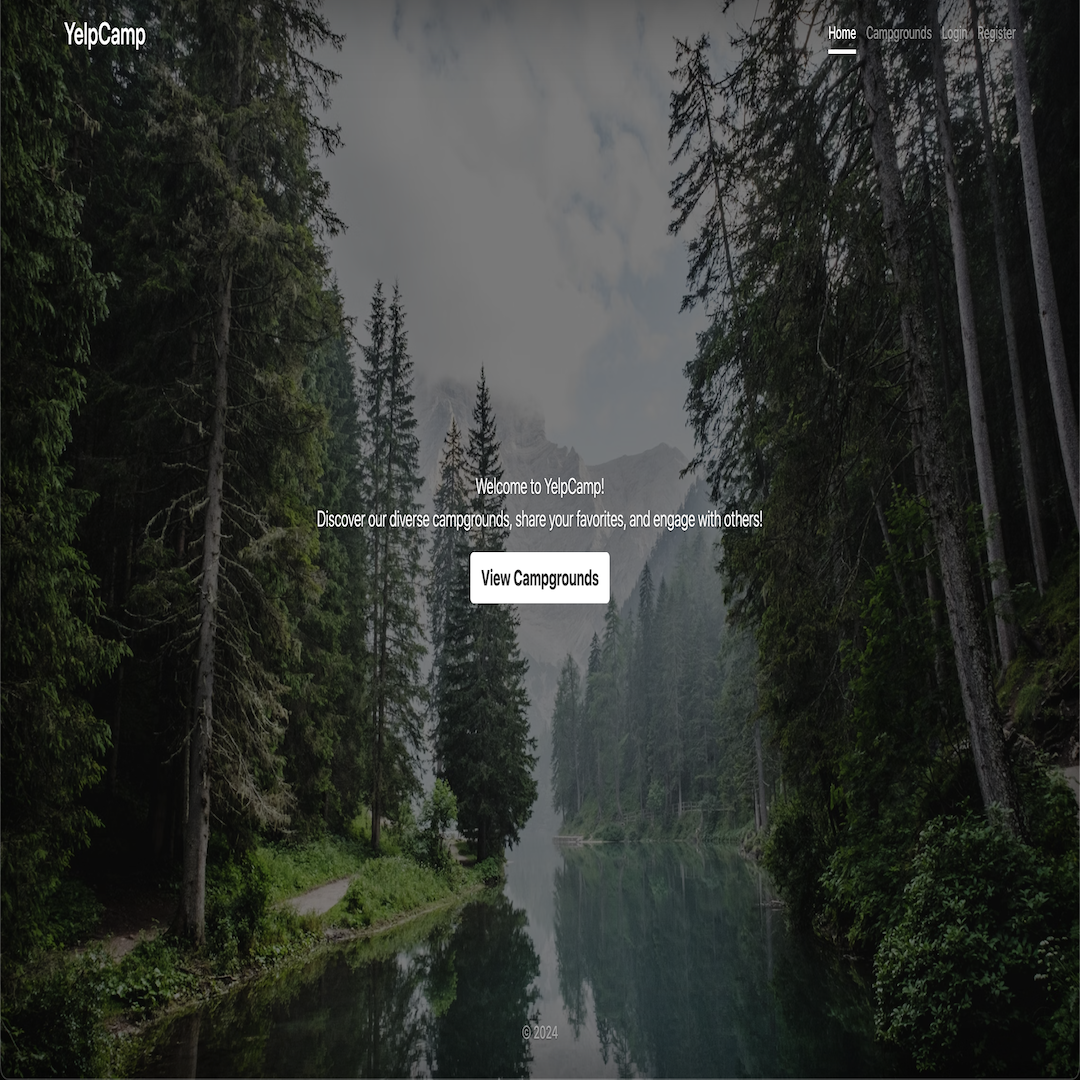 YelpCamp
Home Campgrounds Login Register
Welcome to YelpCamp!
Discover our diverse campgrounds, share your favorites, and engage with others!
View Campgrounds
© 2024